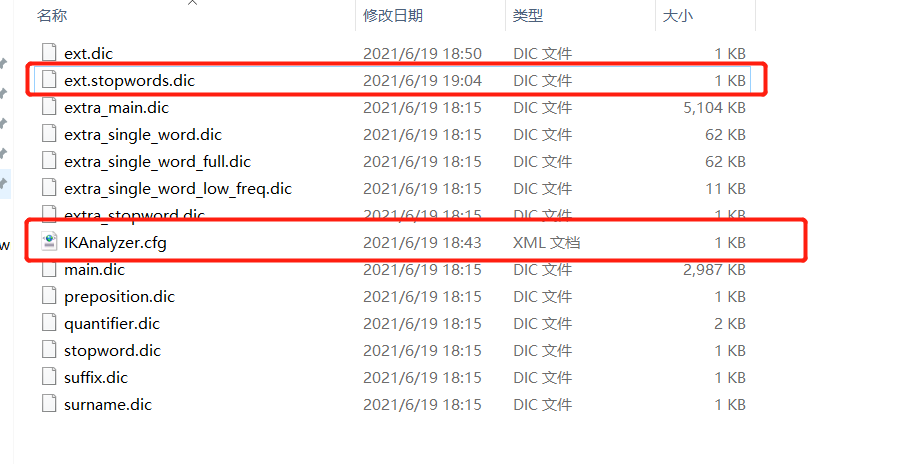 名称 修改日期 类型 大小
ext.dic 2021/6/19 18:50 DIC 文件 1 KB
ext.stopwords.dic 2021/6/19 19:04 DIC 文件 1 KB
extra_main.dic 2021/6/19 18:15 DIC 文件 5,104 KB
extra_single_word.dic 2021/6/19 18:15 DIC 文件 62 KB
extra_single_word_full.dic 2021/6/19 18:15 DIC 文件 62 KB
extra_single_word_low_freq.dic 2021/6/19 18:15 DIC 文件 11 KB
extra_stopword.dic 2021/6/19 18:15 DIC 文件 1 KB
w IKAnalyzer.cfg 2021/6/19 18:43 XML 文档 1 KB
main.dic 2021/6/19 18:15 DIC 文件 2,987 KB
preposition.dic 2021/6/19 18:15 DIC 文件 1 KB
quantifier.dic 2021/6/19 18:15 DIC 文件 2 KB
stopword.dic 2021/6/19 18:15 DIC 文件 1 KB
suffix.dic 2021/6/19 18:15 DIC 文件 1 KB
surname.dic 2021/6/19 18:15 DIC 文件 1 KB